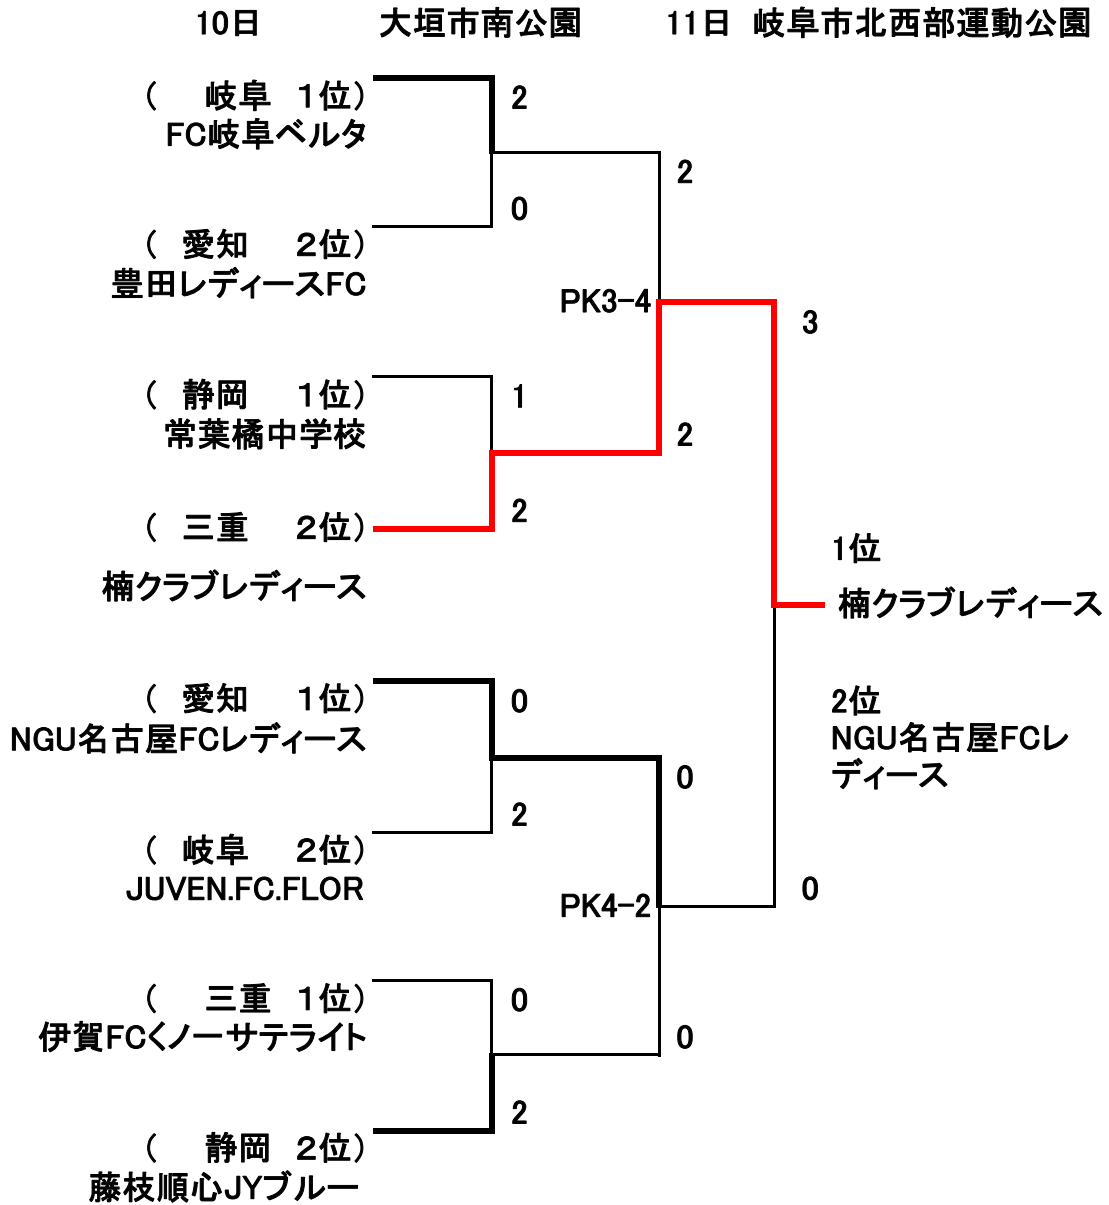 10日 大垣市南公園 11日 岐阜市北西部運動公園
（ 岐阜 １位）
FC岐阜ベルタ
2
0
（ 愛知 ２位）
豊田レディースFC
2
PK3-4
3
（ 静岡 １位）
常葉橘中学校
1
2
2
（ 三重 ２位）
楠クラブレディース
1位
楠クラブレディース
（ 愛知 １位）
NGU名古屋FCレディース
0
2
（ 岐阜 ２位）
JUVEN.FC.FLOR
0
2位
NGU名古屋FCレ
ディース
PK4-2
0
（ 三重 １位）
伊賀FCくノーサテライト
0
0
2
（ 静岡 ２位）
藤枝順心JYブルー